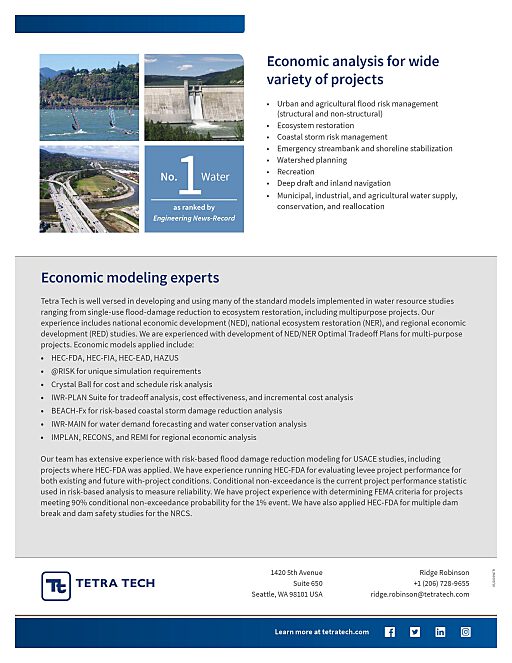 Economic analysis for wide
variety of projects
• Urban and agricultural flood risk management
(structural and non-structural)
• Ecosystem restoration
• Coastal storm risk management
• Emergency streambank and shoreline stabilization
• Watershed planning
• Recreation
• Deep draft and inland navigation
• Municipal, industrial, and agricultural water supply,
conservation, and reallocation
No. 1 Water
as ranked by
Engineering News-Record
Economic modeling experts
Tetra Tech is well versed in developing and using many of the standard models implemented in water resource studies
ranging from single-use flood-damage reduction to ecosystem restoration, including multipurpose projects. Our
experience includes national economic development (NED), national ecosystem restoration (NER), and regional economic
development (RED) studies. We are experienced with development of NED/NER Optimal Tradeoff Plans for multi-purpose
projects. Economic models applied include:
• HEC-FDA, HEC-FIA, HEC-EAD, HAZUS
• @RISK for unique simulation requirements
• Crystal Ball for cost and schedule risk analysis
• IWR-PLAN Suite for tradeoff analysis, cost effectiveness, and incremental cost analysis
• BEACH-Fx for risk-based coastal storm damage reduction analysis
• IWR-MAIN for water demand forecasting and water conservation analysis
• IMPLAN, RECONS, and REMI for regional economic analysis
Our team has extensive experience with risk-based flood damage reduction modeling for USACE studies, including
projects where HEC-FDA was applied. We have experience running HEC-FDA for evaluating levee project performance for
both existing and future with-project conditions. Conditional non-exceedance is the current project performance statistic
used in risk-based analysis to measure reliability. We have project experience with determining FEMA criteria for projects
meeting 90% conditional non-exceedance probability for the 1% event. We have also applied HEC-FDA for multiple dam
break and dam safety studies for the NRCS.
Tt TETRA TECH
1420 5th Avenue
Suite 650
Seattle, WA 98101 USA
Ridge Robinson
+1 (206) 728-9655
ridge.robinson@tetratech.com
Learn more at tetratech.com